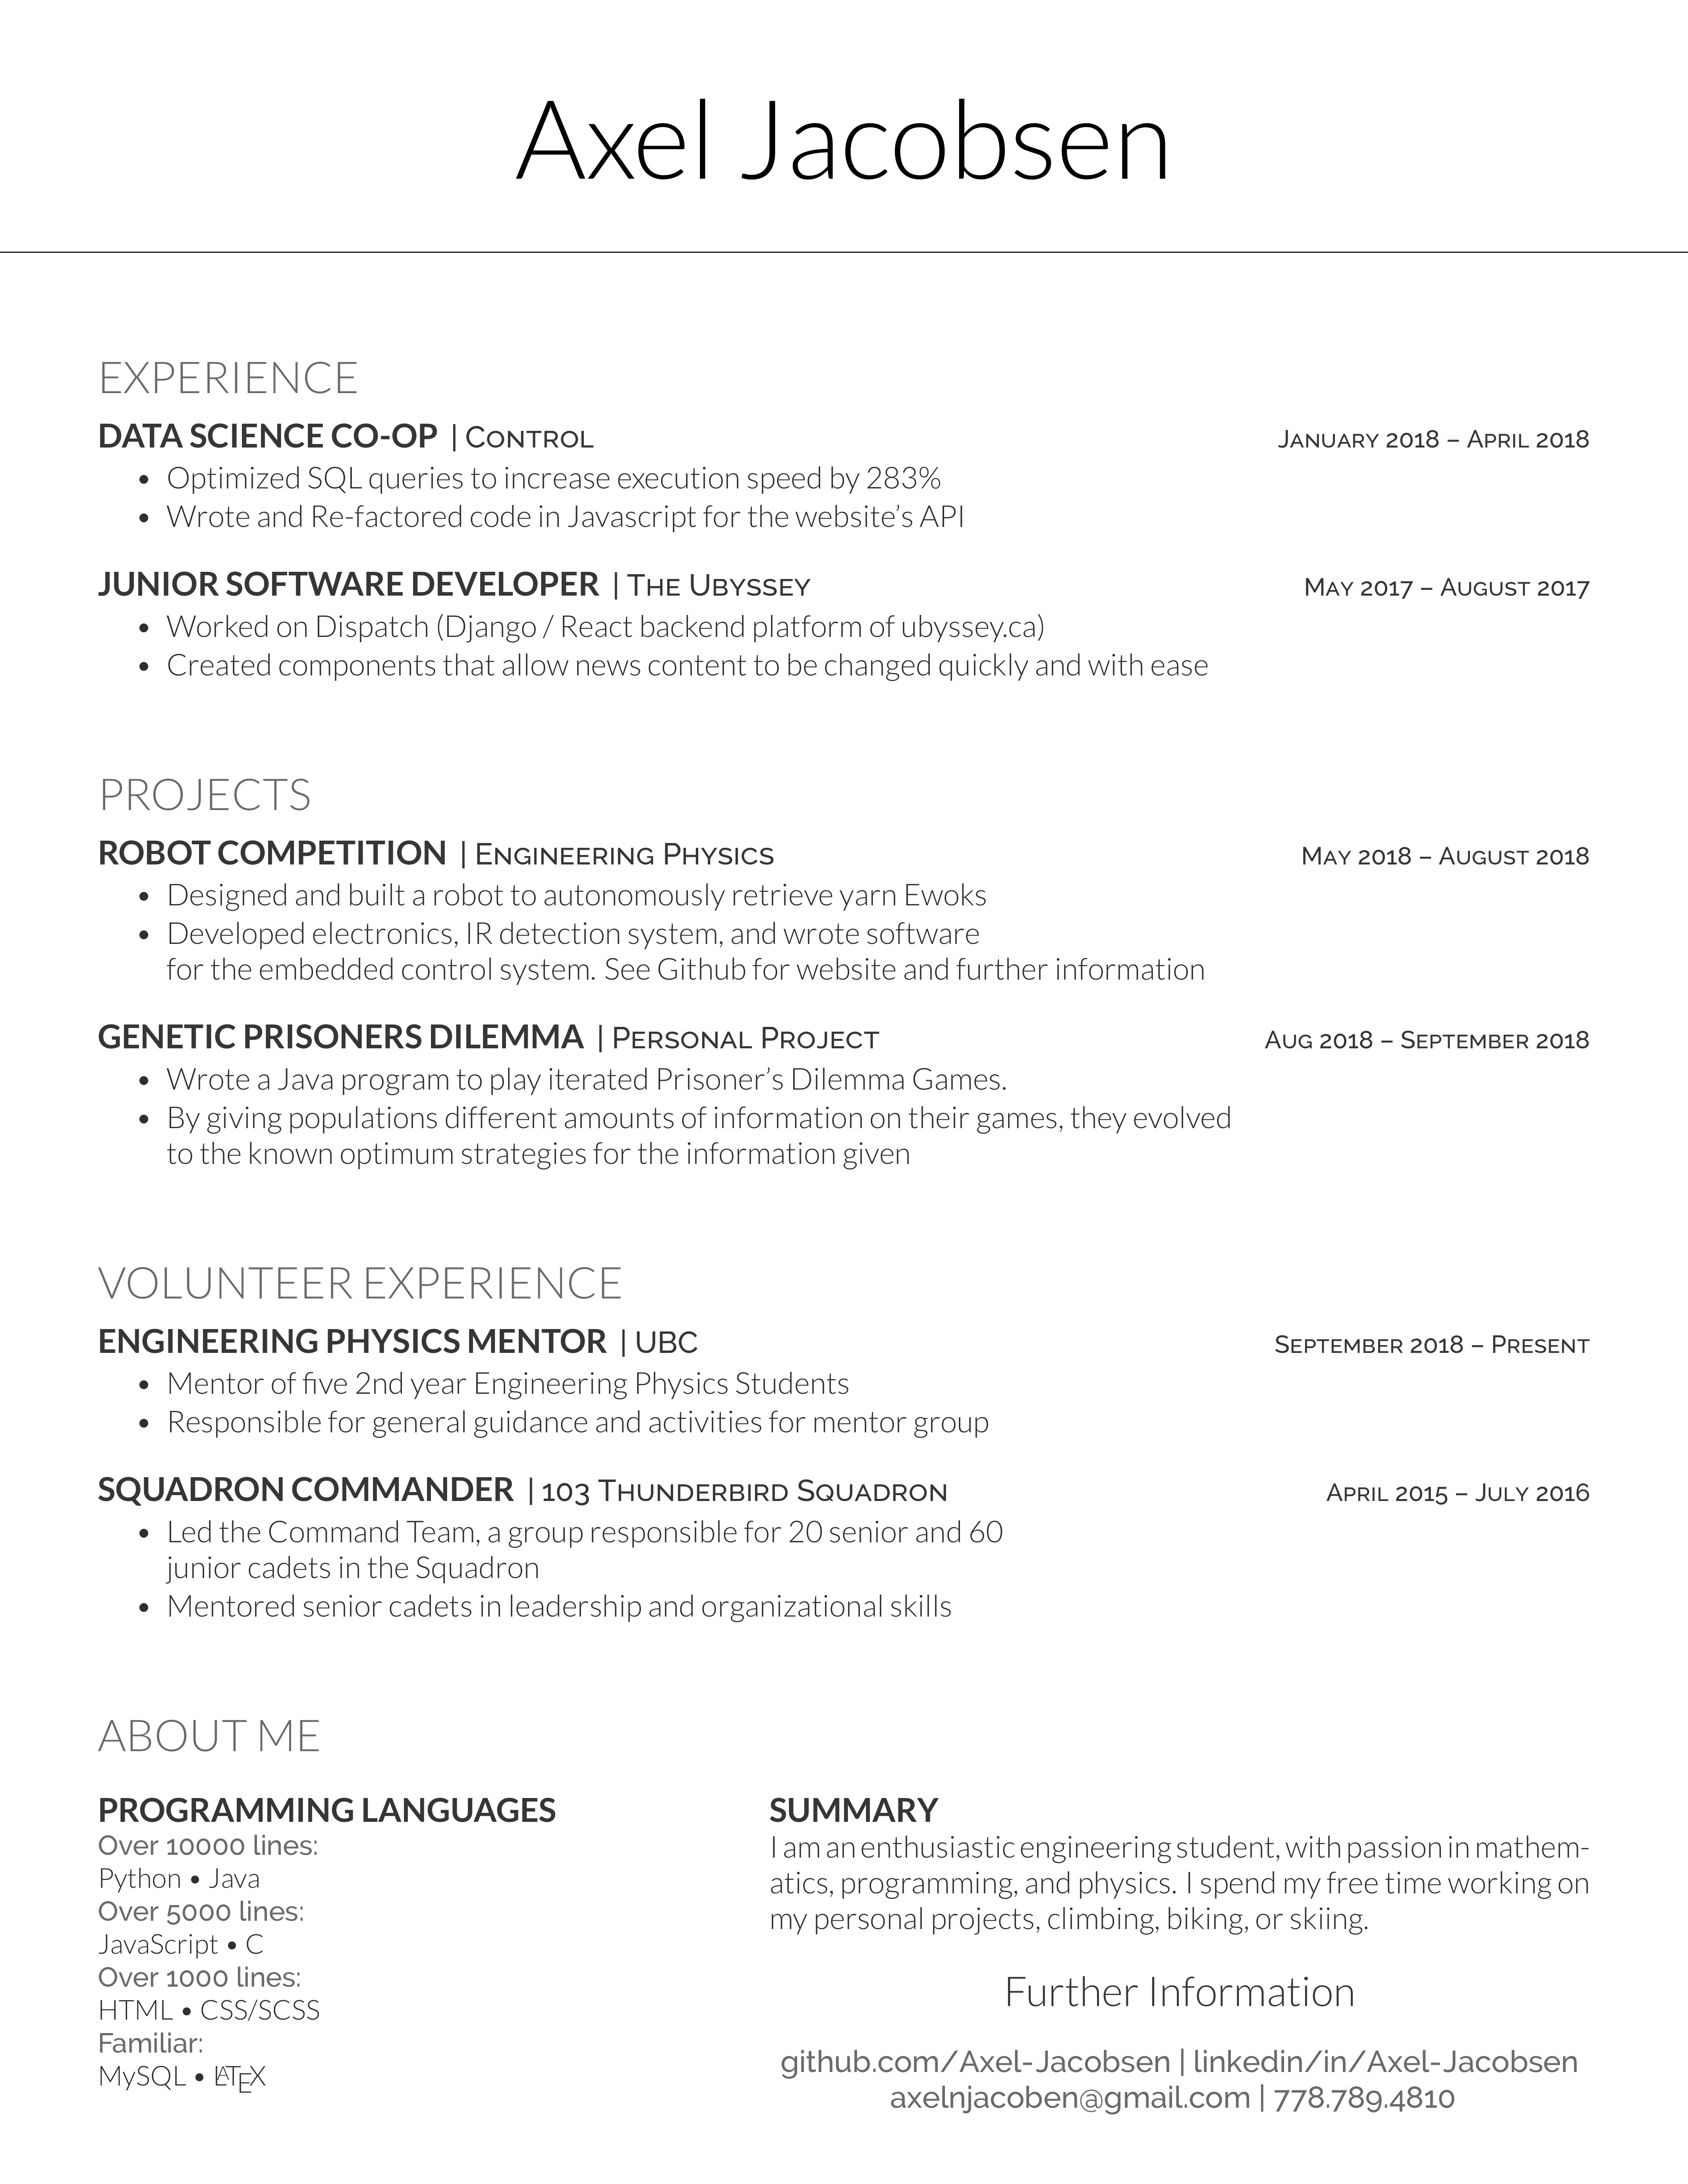 Axel Jacobsen
EXPERIENCE
DATA SCIENCE CO-OP | Control January 2018 – April 2018
• Optimized SQL queries to increase execution speed by 283%
• Wrote and Re-factored code in Javascript for the website’s API
JUNIOR SOFTWARE DEVELOPER | The Ubyssey May 2017 – August 2017
• Worked on Dispatch (Django / React backend platform of ubyssey.ca)
• Created components that allow news content to be changed quickly and with ease
PROJECTS
ROBOT COMPETITION | Engineering Physics May 2018 – August 2018
• Designed and built a robot to autonomously retrieve yarn Ewoks
• Developed electronics, IR detection system, and wrote software
for the embedded control system. See Github for website and further information
GENETIC PRISONERS DILEMMA | Personal Project Aug 2018 – September 2018
• Wrote a Java program to play iterated Prisoner’s Dilemma Games.
• By giving populations different amounts of information on their games, they evolved
to the known optimum strategies for the information given
VOLUNTEER EXPERIENCE
ENGINEERING PHYSICS MENTOR | UBC September 2018 – Present
• Mentor of five 2nd year Engineering Physics Students
• Responsible for general guidance and activities for mentor group
SQUADRON COMMANDER | 103 Thunderbird Squadron April 2015 – July 2016
• Led the Command Team, a group responsible for 20 senior and 60
junior cadets in the Squadron
• Mentored senior cadets in leadership and organizational skills
ABOUT ME
PROGRAMMING LANGUAGES
Over 10000 lines:
Python • Java
Over 5000 lines:
JavaScript • C
Over 1000 lines:
HTML • CSS/SCSS
Familiar:
MySQL • LATEX
SUMMARY
I am an enthusiastic engineering student, with passion in mathem-
atics, programming, and physics. I spend my free time working on
my personal projects, climbing, biking, or skiing.
Further Information
github.com/Axel-Jacobsen | linkedin/in/Axel-Jacobsen
axelnjacoben@gmail.com | 778.789.4810